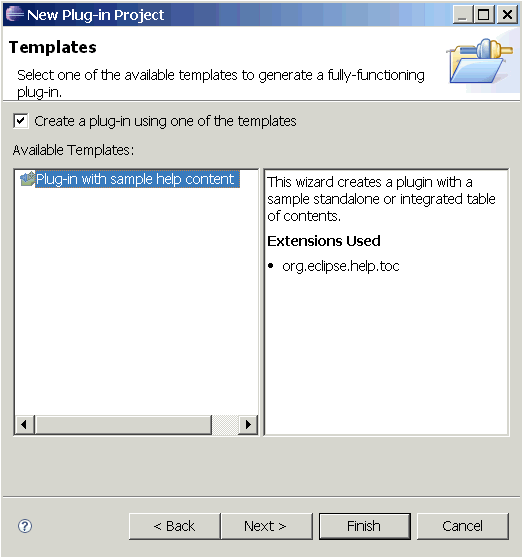 New Plug-in Project
Templates
Select one of the available templates to generate a fully-functioning
plug-in.
Create a plug-in using one of the templates
Available Templates:
Plug-in with sample help content
This wizard creates a plugin with a
sample standalone or integrated table
of contents.
Extensions Used
• org.eclipse.help.toc
< Back
Next >
Finish
Cancel